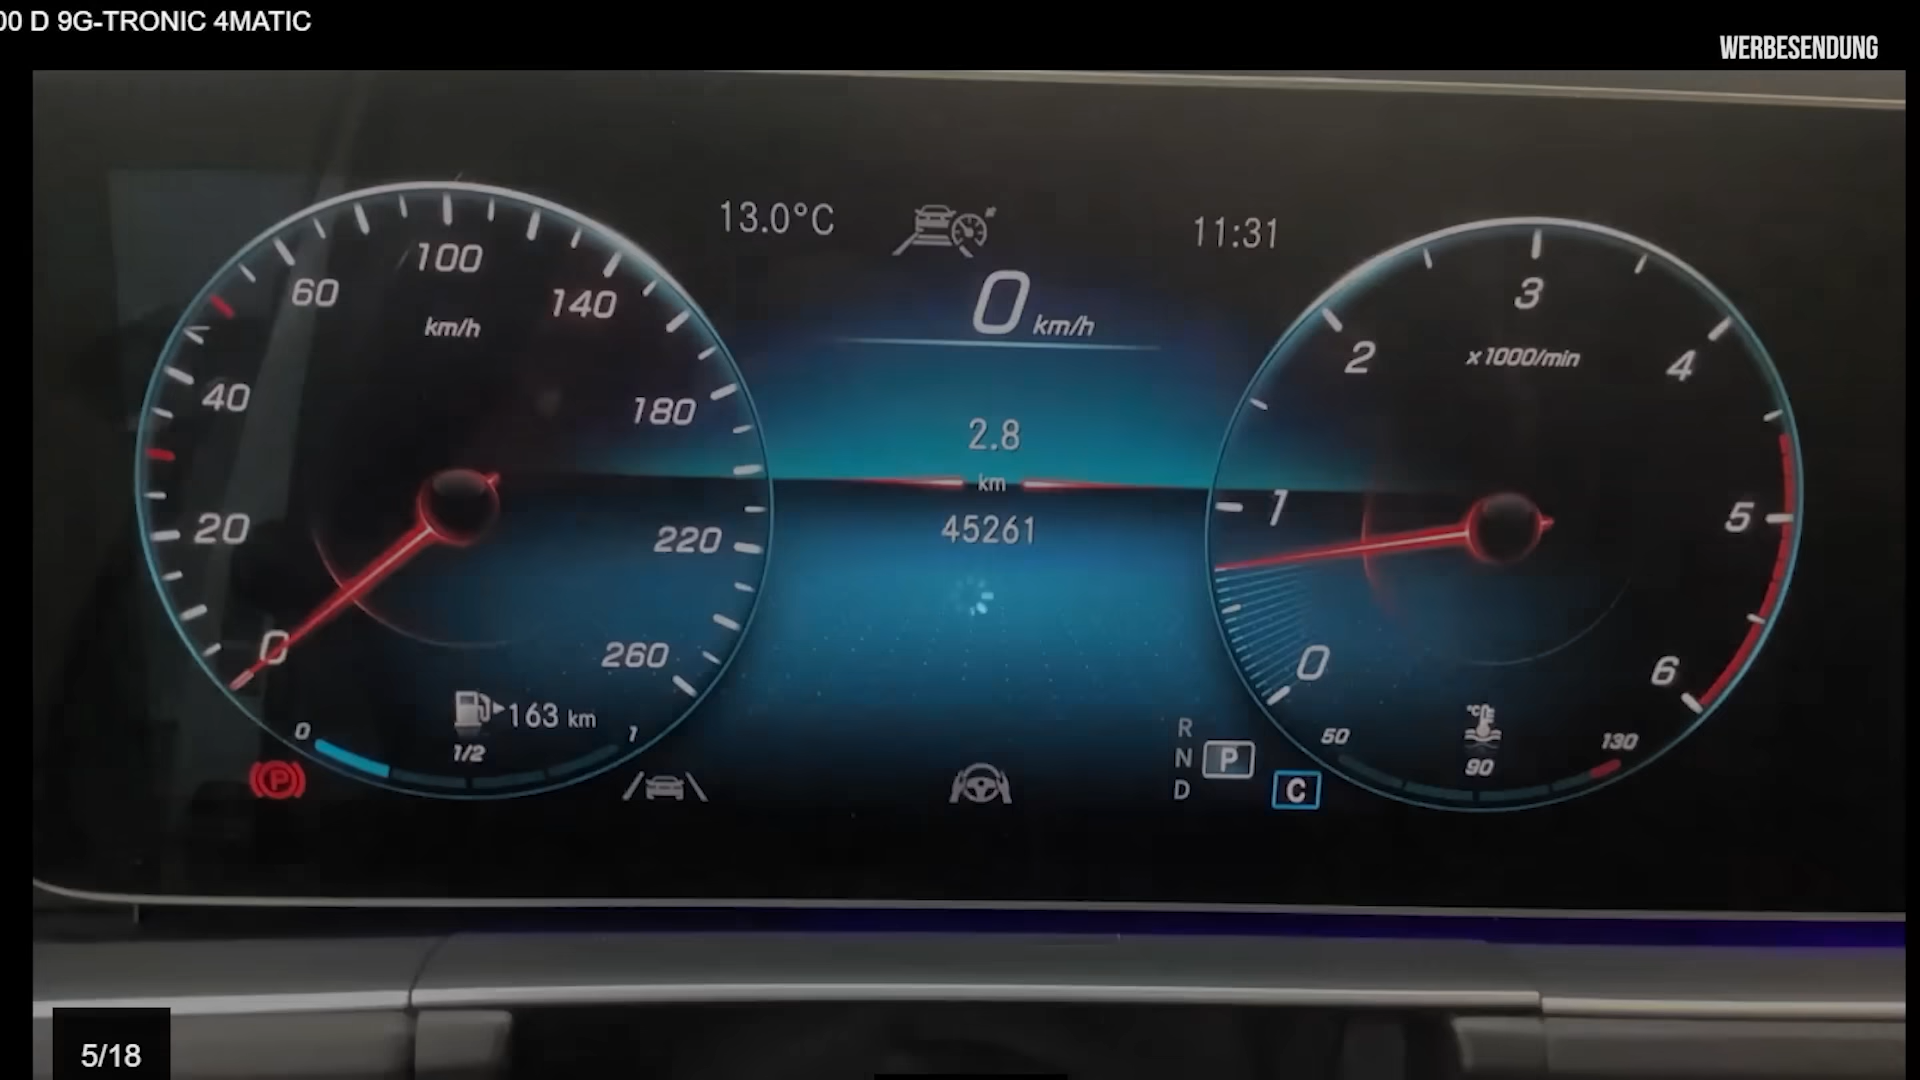 00 D 9G-TRONIC 4MATIC
WERBESENDUNG
13.0°C
11:31
0 km/h
0
20
40
60
100
140
180
220
260
km/h
2.8
km
45261
0
1
2
3
4
5
6
x1000/min
163 km
0 1/2 1
R
N
D
P
C
50 90 130
°C
P
5/18